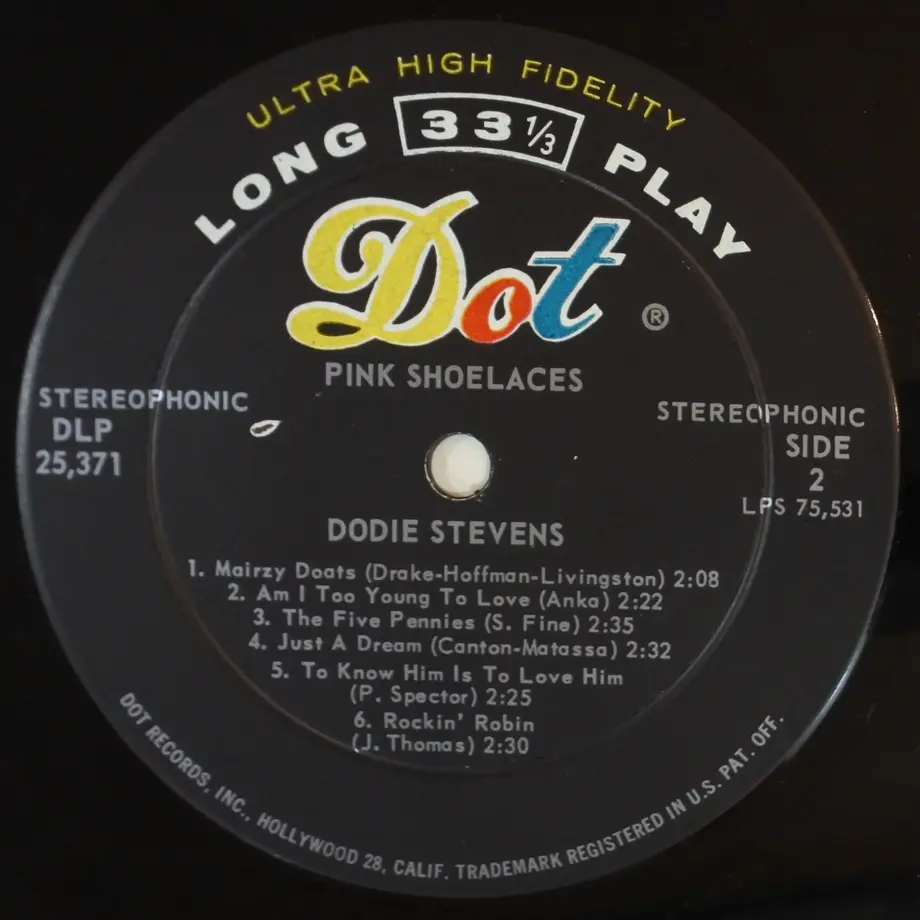 ULTRA HIGH FIDELITY
LONG 33 1/3 PLAY
Dot ®
PINK SHOELACES
STEREOPHONIC
DLP
25,371
STEREOPHONIC
SIDE
2
LPS 75,531
DODIE STEVENS
1. Mairzy Doats (Drake-Hoffman-Livingston) 2:08
2. Am I Too Young To Love (Anka) 2:22
3. The Five Pennies (S. Fine) 2:35
4. Just A Dream (Canton-Matassa) 2:32
5. To Know Him Is To Love Him
(P. Spector) 2:25
6. Rockin' Robin
(J. Thomas) 2:30
DOT RECORDS, INC., HOLLYWOOD 28, CALIF. TRADEMARK REGISTERED IN U.S. PAT. OFF.